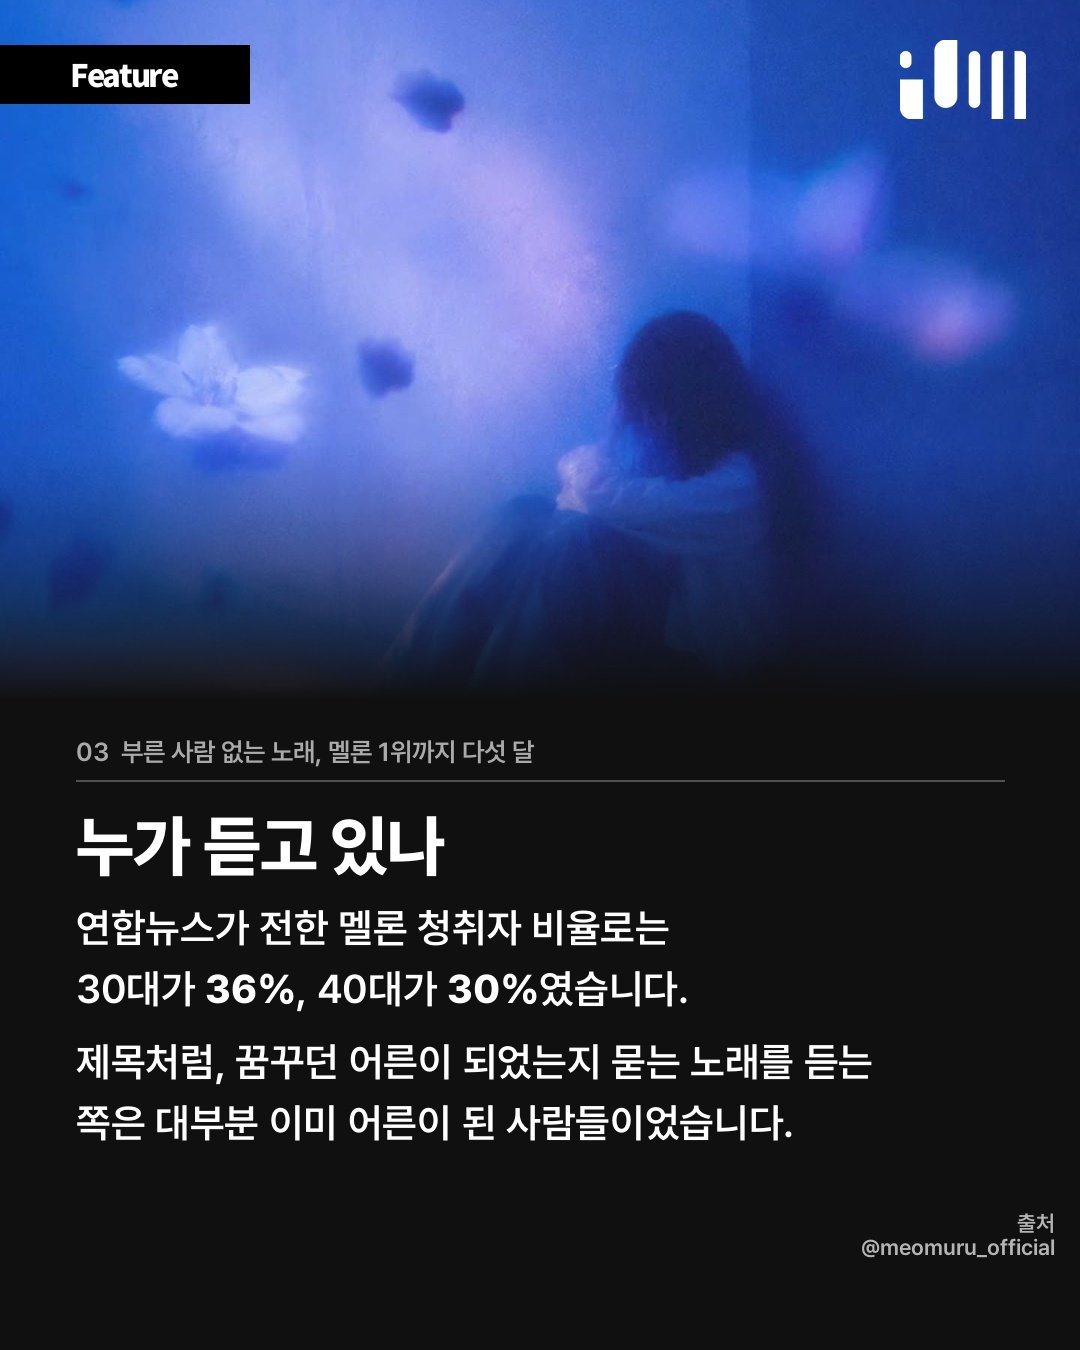 Feature
idm
03 부른 사람 없는 노래, 멜론 1위까지 다섯 달
누가 듣고 있나
연합뉴스가 전한 멜론 청취자 비율로는
30대가 36%, 40대가 30%였습니다.
제목처럼, 꿈꾸던 어른이 되었는지 묻는 노래를 듣는
쪽은 대부분 이미 어른이 된 사람들이었습니다.
출처
@meomuru_official